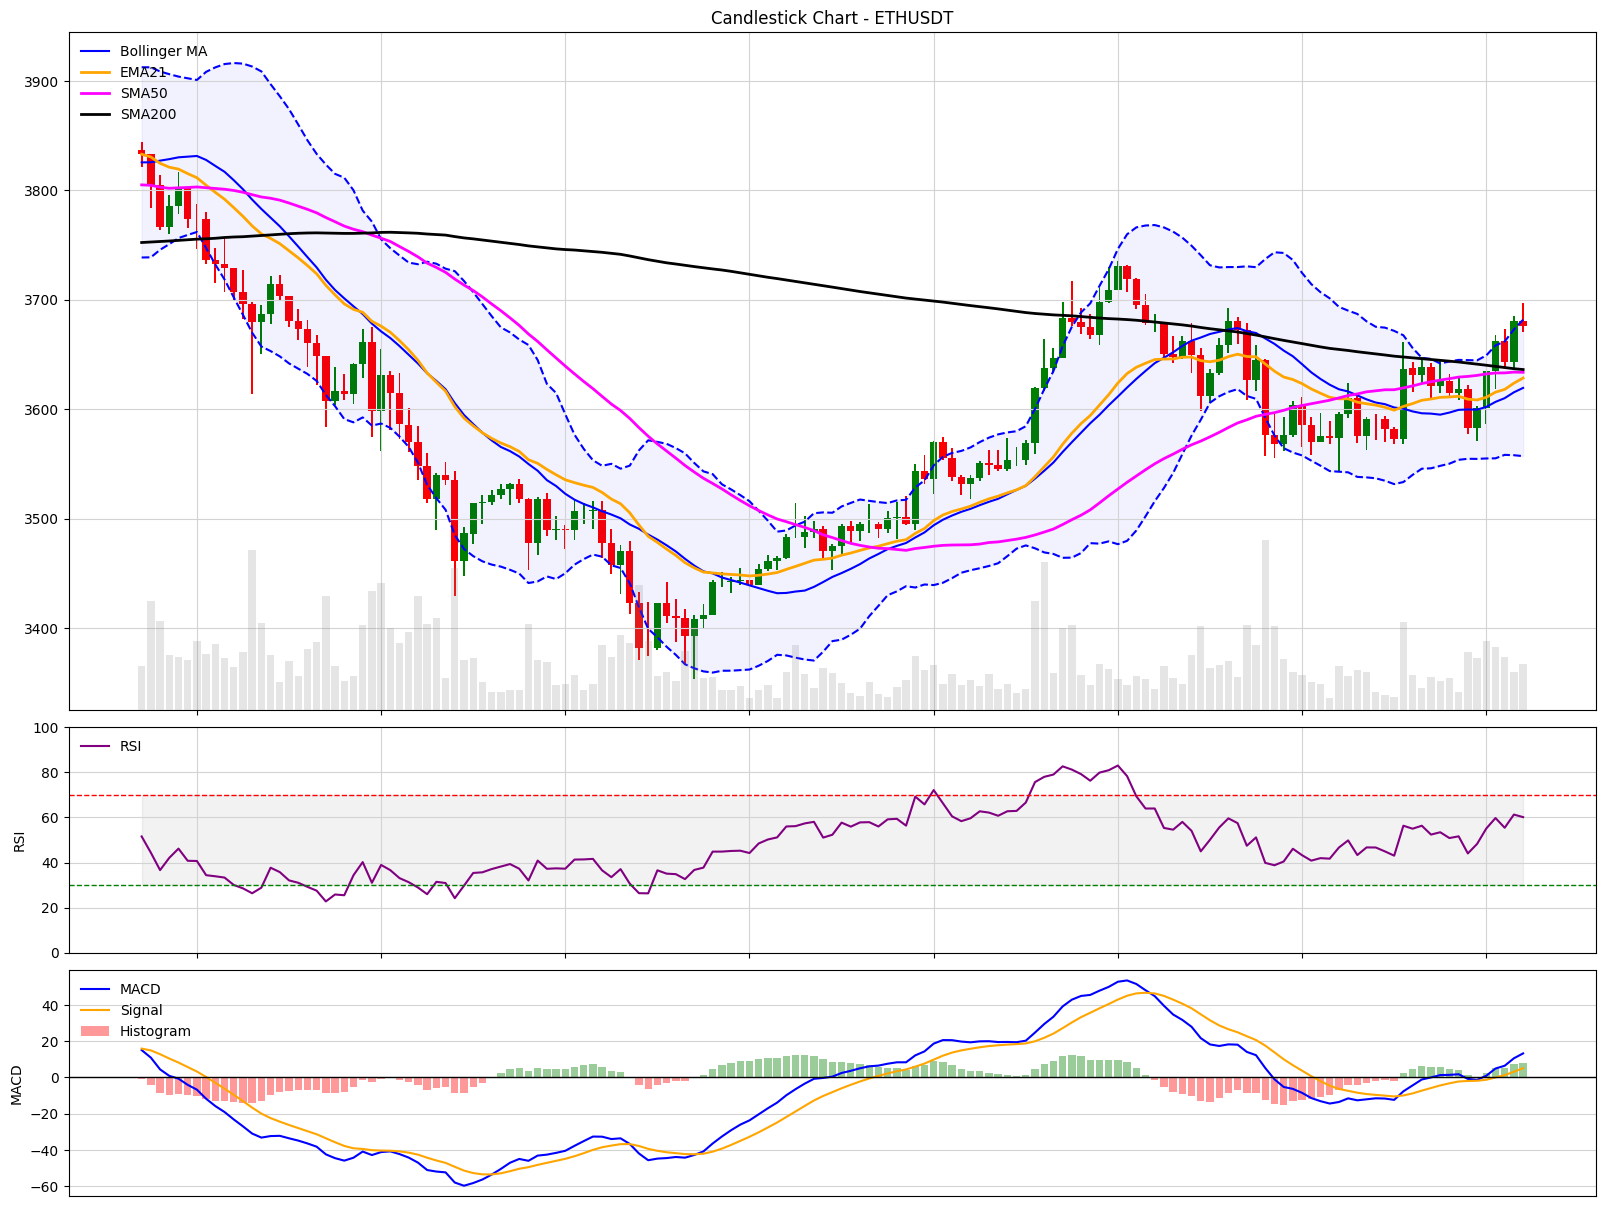 Candlestick Chart - ETHUSDT
Bollinger MA
EMA21
SMA50
SMA200
3900
3800
3700
3600
3500
3400
RSI
100
80
60
40
20
0
RSI
MACD
Signal
Histogram
40
20
0
−20
−40
−60
MACD